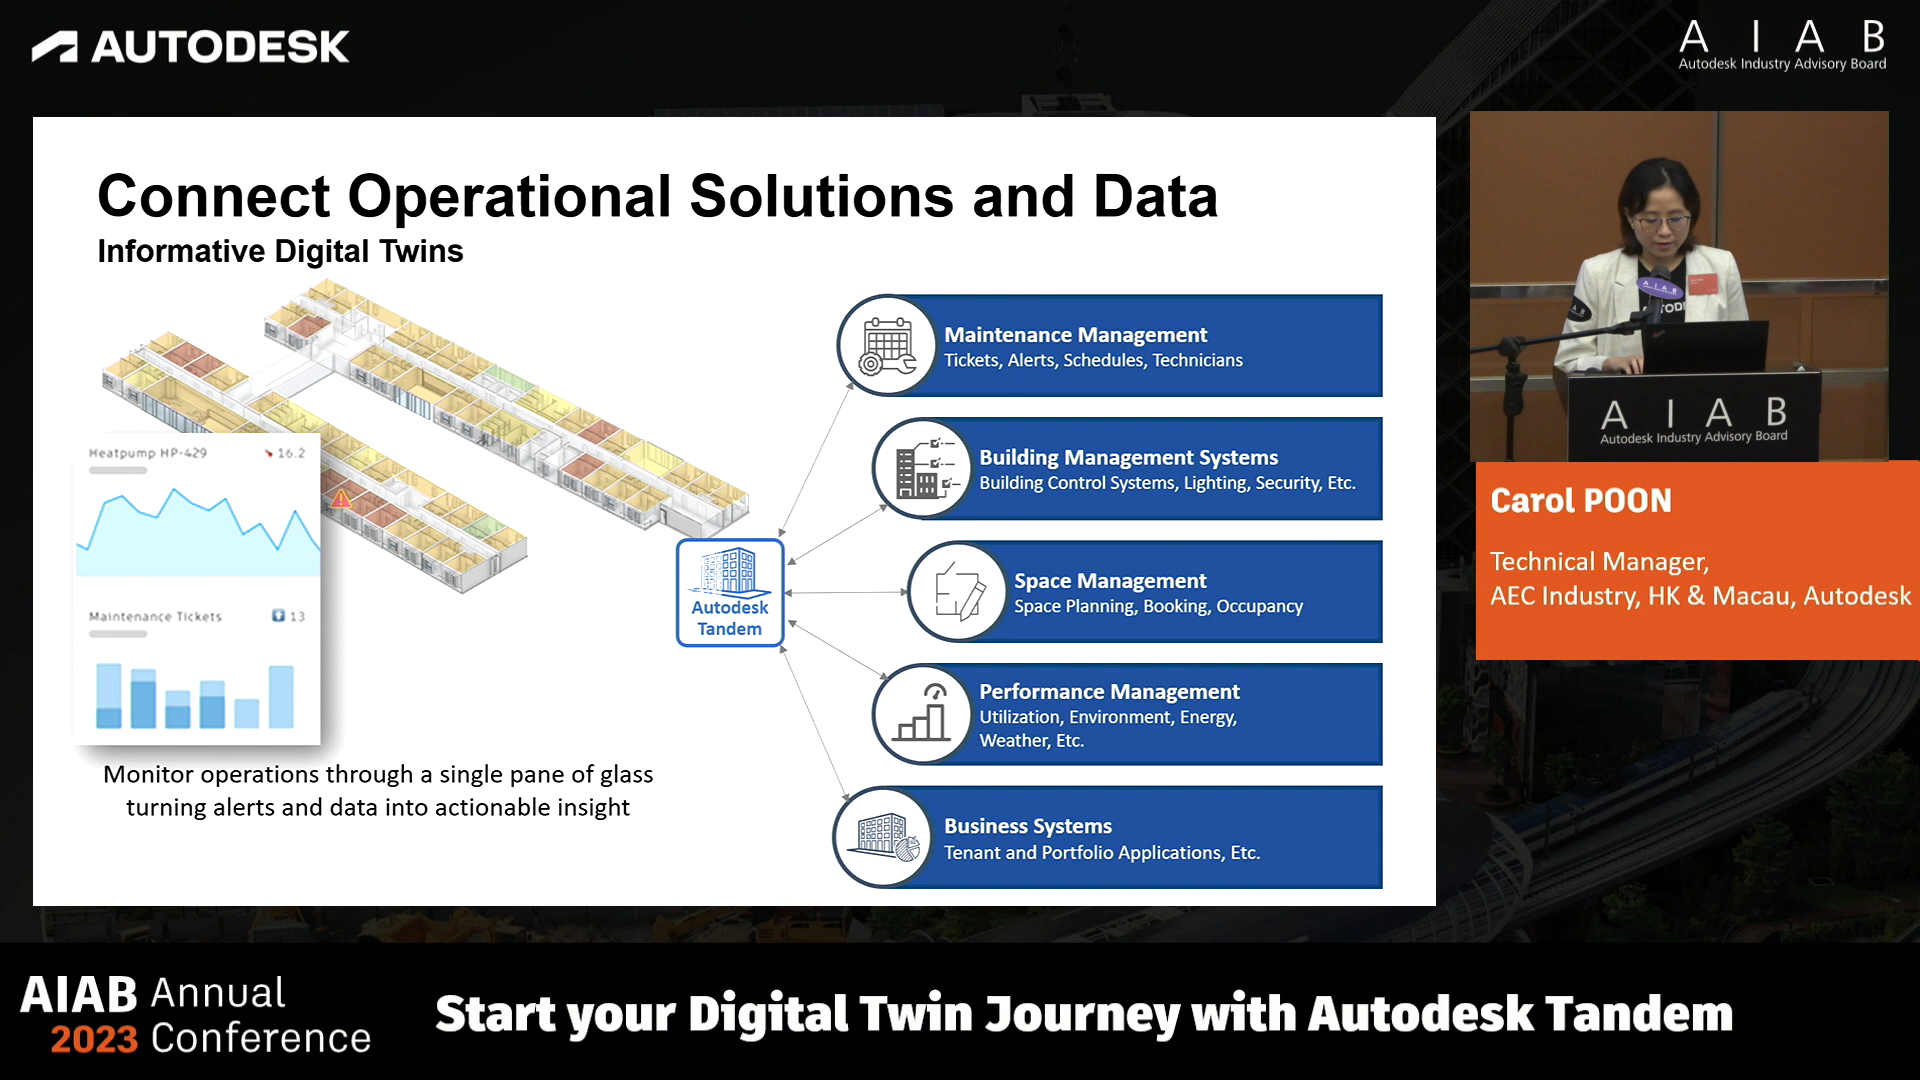 AUTODESK
A I A B
Autodesk Industry Advisory Board
Connect Operational Solutions and Data
Informative Digital Twins
Heatpump HP-429
16.2
Maintenance Tickets
13
Monitor operations through a single pane of glass
turning alerts and data into actionable insight
Autodesk
Tandem
Maintenance Management
Tickets, Alerts, Schedules, Technicians
Building Management Systems
Building Control Systems, Lighting, Security, Etc.
Space Management
Space Planning, Booking, Occupancy
Performance Management
Utilization, Environment, Energy,
Weather, Etc.
Business Systems
Tenant and Portfolio Applications, Etc.
A I A B
A I A B
Autodesk Industry Advisory Board
Carol POON
Technical Manager,
AEC Industry, HK & Macau, Autodesk
AIAB Annual
2023 Conference
Start your Digital Twin Journey with Autodesk Tandem